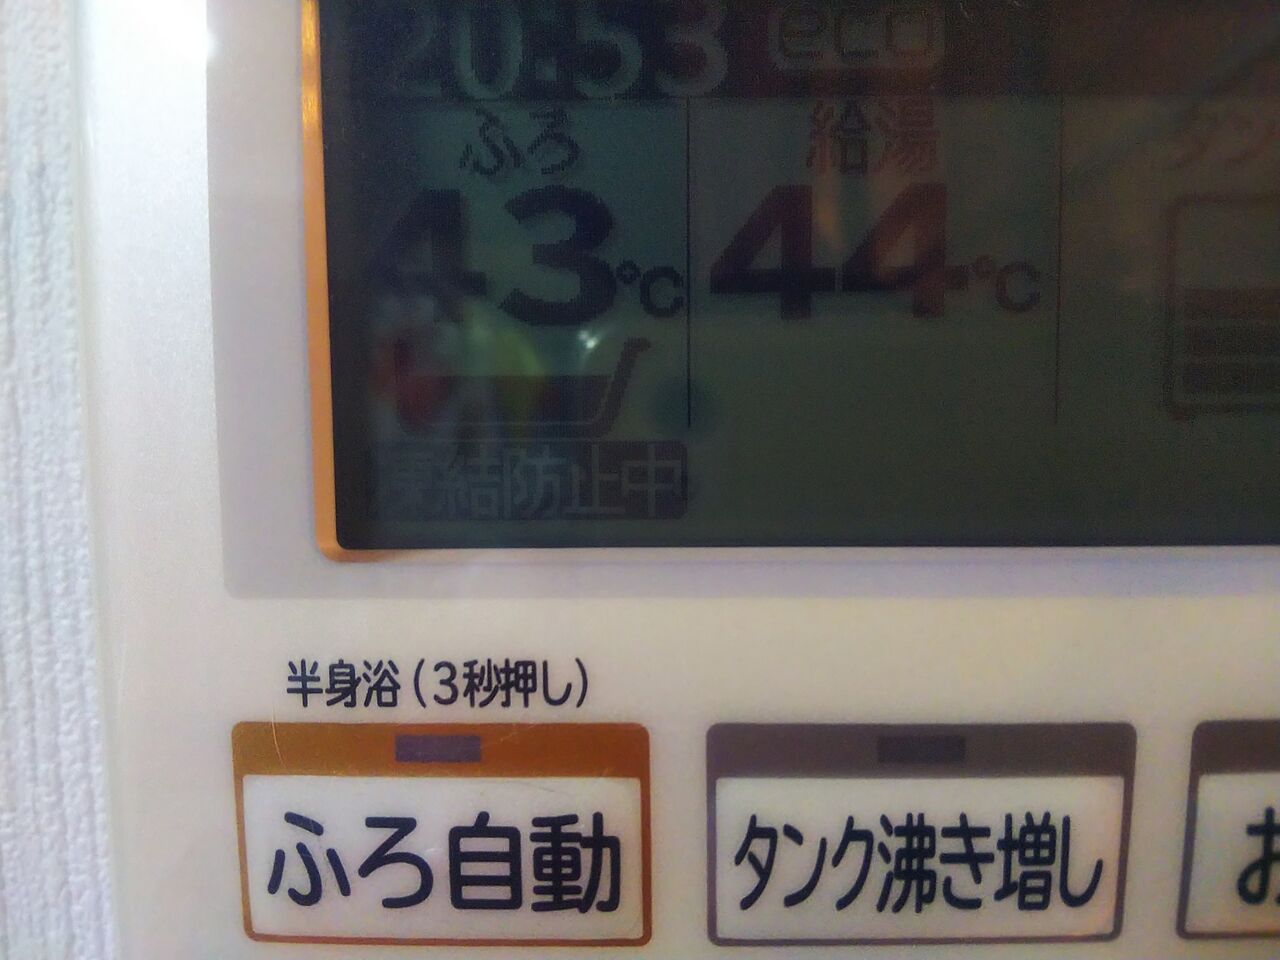 20:53 eco
ふろ 給湯
43℃ 44℃
凍結防止中
半身浴(3秒押し)
ふろ自動 タンク沸き増し お